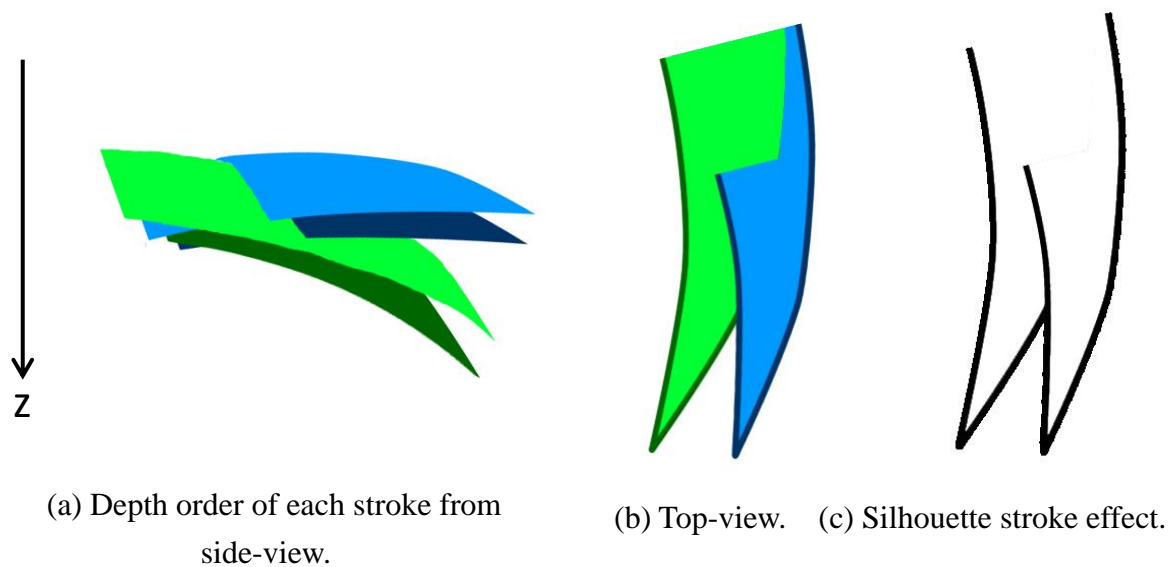 Z
(a) Depth order of each stroke from
side-view.
(b) Top-view.
(c) Silhouette stroke effect.